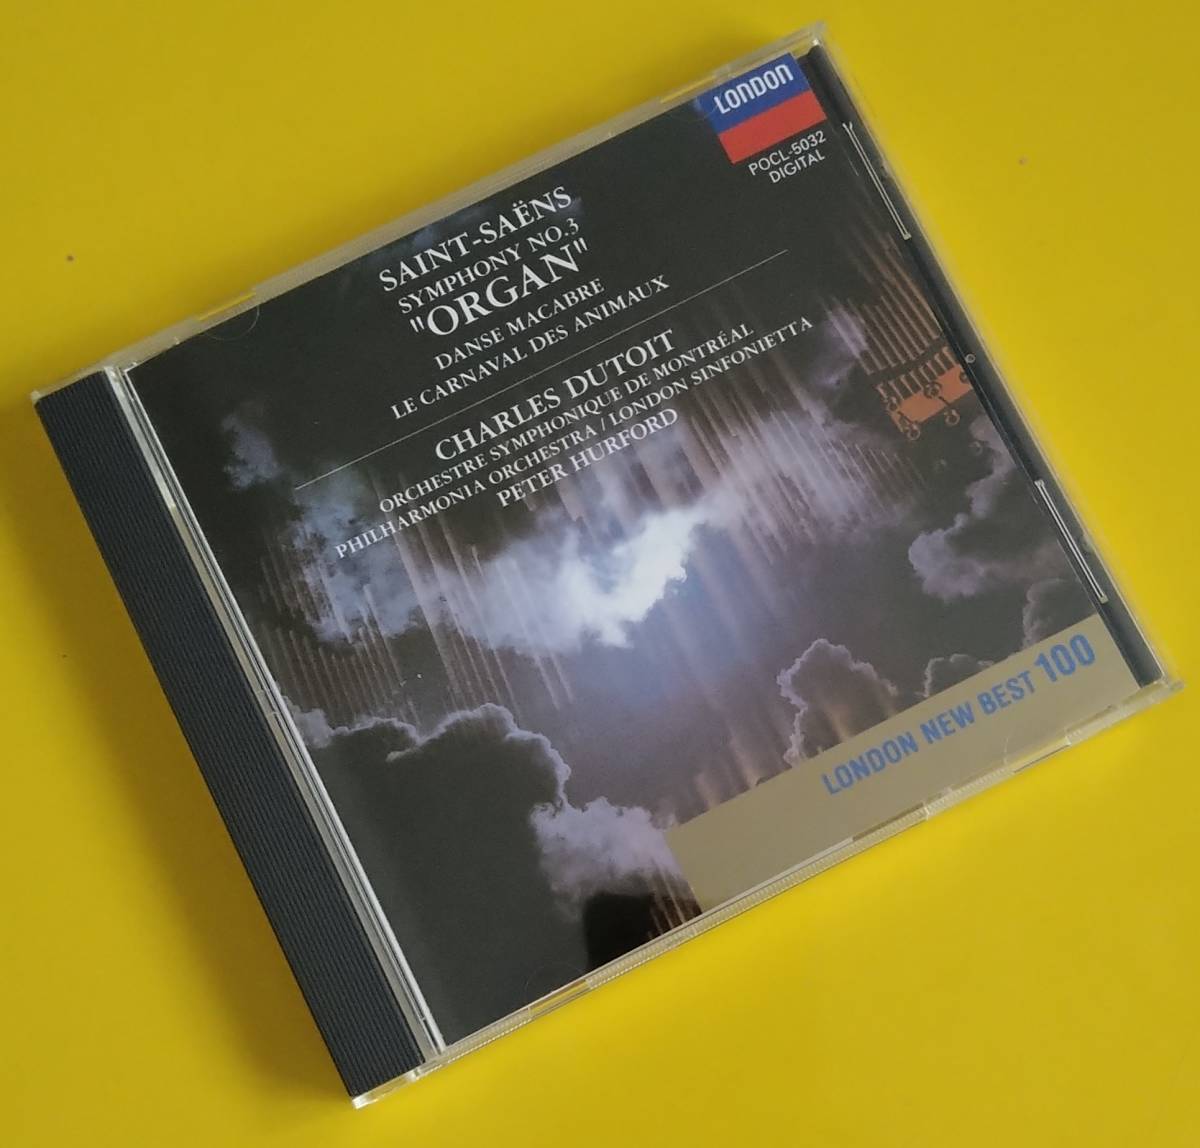 LONDON
POCL-5032
DIGITAL
SAINT-SAËNS
SYMPHONY NO.3
"ORGAN"
DANSE MACABRE
LE CARNAVAL DES ANIMAUX
CHARLES DUTOIT
ORCHESTRE SYMPHONIQUE DE MONTRÉAL
PHILHARMONIA ORCHESTRA / LONDON SINFONIETTA
PETER HURFORD
LONDON NEW BEST 100